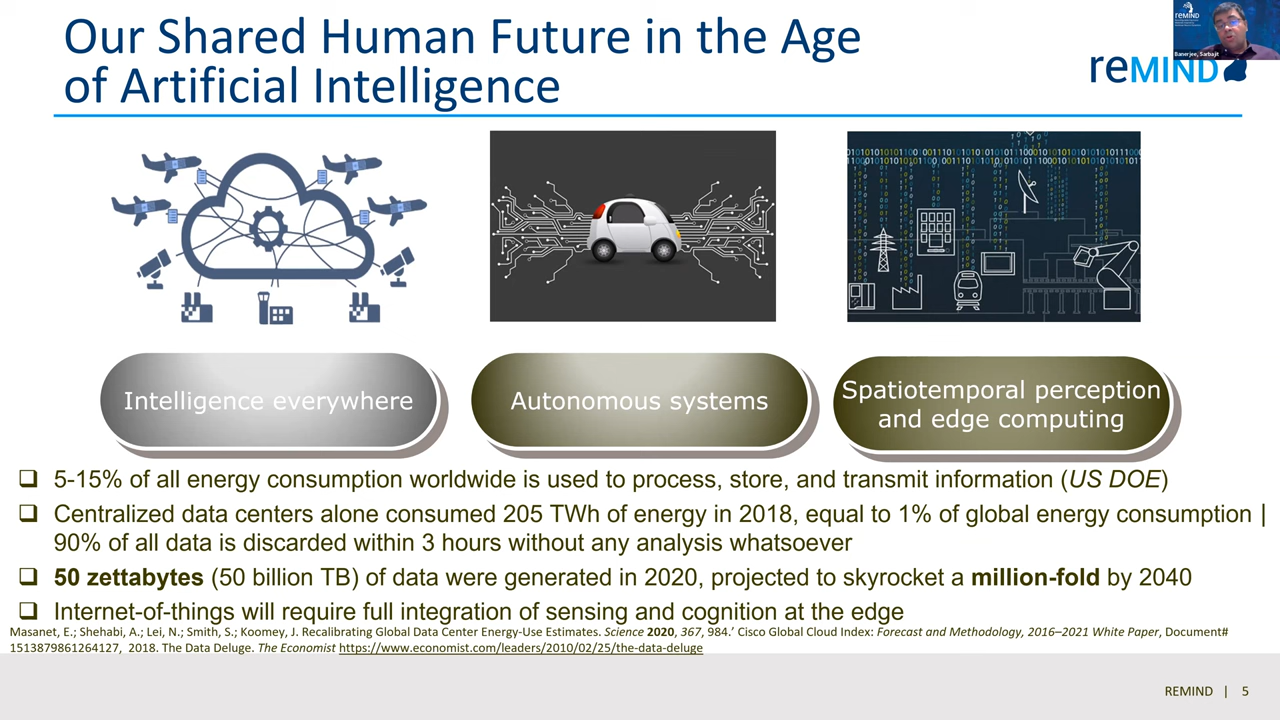 Our Shared Human Future in the Age
of Artificial Intelligence
reMIND
Banerjee, Sarbajit
reMIND
Intelligence everywhere
Autonomous systems
Spatiotemporal perception
and edge computing
❑ 5-15% of all energy consumption worldwide is used to process, store, and transmit information (US DOE)
❑ Centralized data centers alone consumed 205 TWh of energy in 2018, equal to 1% of global energy consumption |
90% of all data is discarded within 3 hours without any analysis whatsoever
❑ 50 zettabytes (50 billion TB) of data were generated in 2020, projected to skyrocket a million-fold by 2040
❑ Internet-of-things will require full integration of sensing and cognition at the edge
Masanet, E.; Shehabi, A.; Lei, N.; Smith, S.; Koomey, J. Recalibrating Global Data Center Energy-Use Estimates. Science 2020, 367, 984.’ Cisco Global Cloud Index: Forecast and Methodology, 2016–2021 White Paper, Document#
1513879861264127, 2018. The Data Deluge. The Economist https://www.economist.com/leaders/2010/02/25/the-data-deluge
REMIND | 5